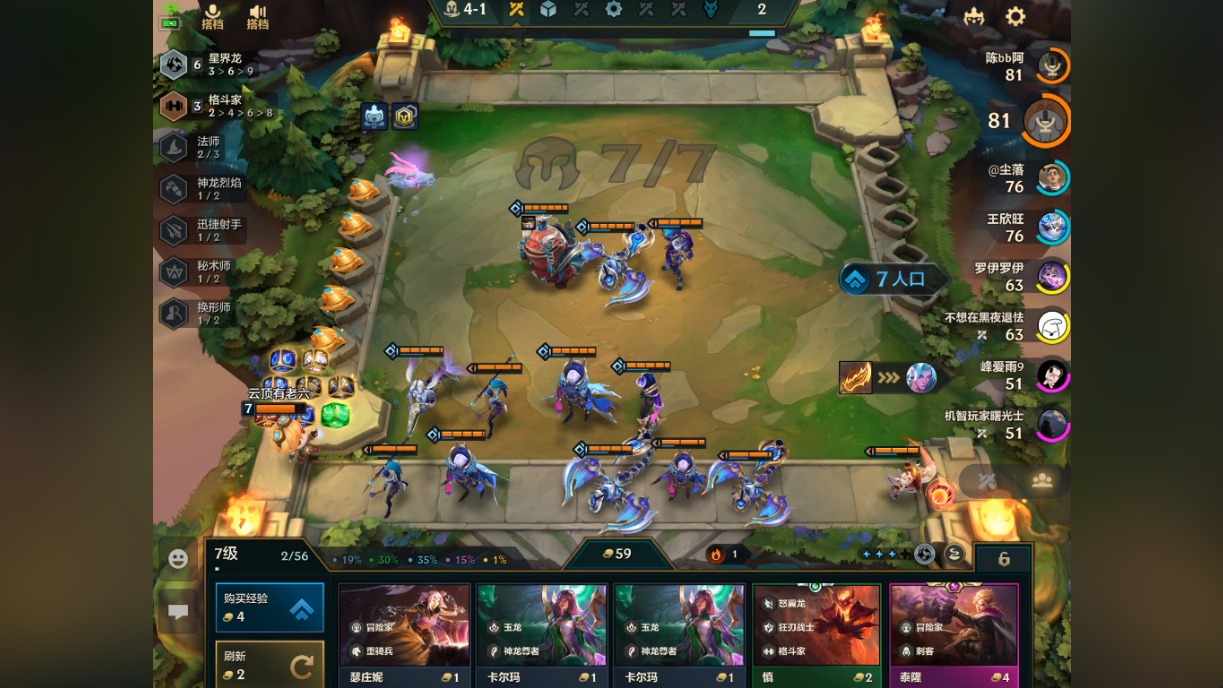 搭档
搭档
4-1
2
6
星界龙
3 > 6 > 9
3
格斗家
2 > 4 > 6 > 8
法师
2 / 3
神龙烈焰
1 / 2
迅捷射手
1 / 2
秘术师
1 / 2
换形师
1 / 2
7/7
陈bb阿
81
81
@尘落
76
王欣旺
76
罗伊罗伊
63
不想在黑夜退怯
63
峰爱雨9
51
机智玩家曙光士
51
7人口
云顶有老六
7
7级
2/56
19%
30%
35%
15%
1%
59
1
购买经验
4
刷新
2
冒险家
重骑兵
瑟庄妮
1
玉龙
神龙尊者
卡尔玛
1
玉龙
神龙尊者
卡尔玛
1
怒翼龙
狂刃战士
格斗家
慎
2
冒险家
刺客
泰隆
4